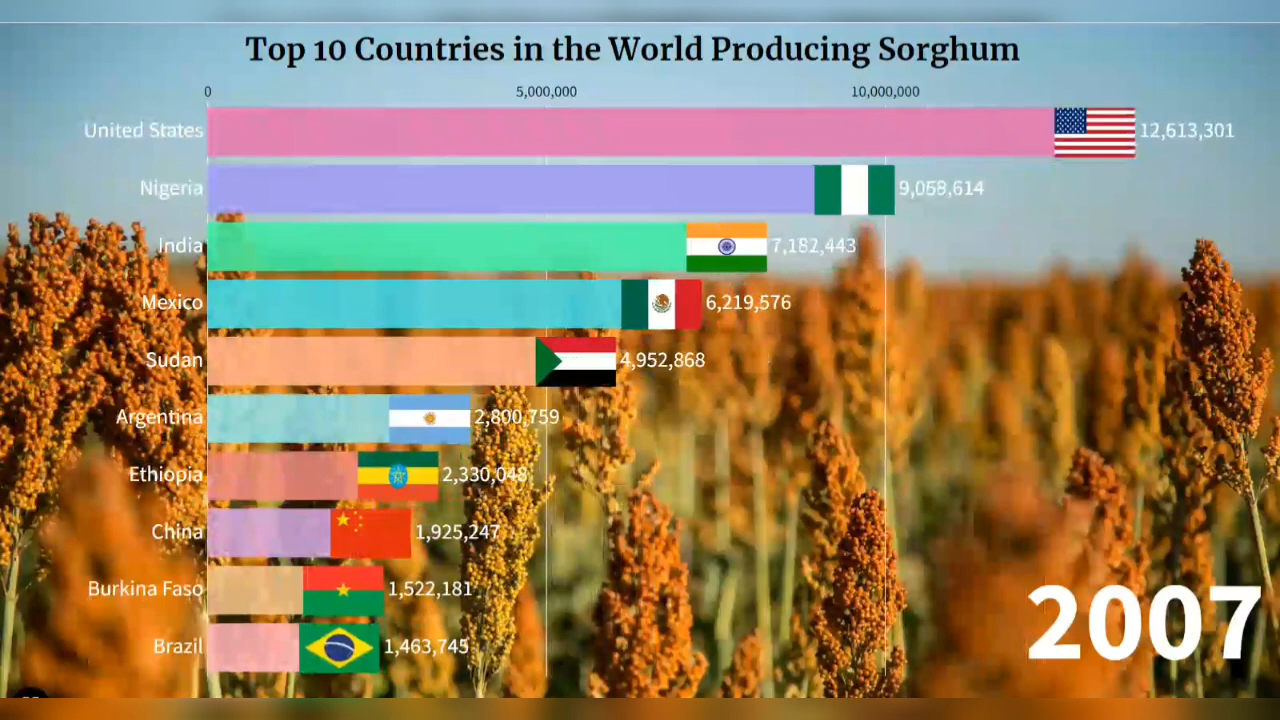 Top 10 Countries in the World Producing Sorghum
0 5,000,000 10,000,000
United States 12,613,301
Nigeria 9,058,614
India 7,182,443
Mexico 6,219,576
Sudan 4,952,868
Argentina 2,800,759
Ethiopia 2,330,048
China 1,925,247
Burkina Faso 1,522,181
Brazil 1,463,745
2007